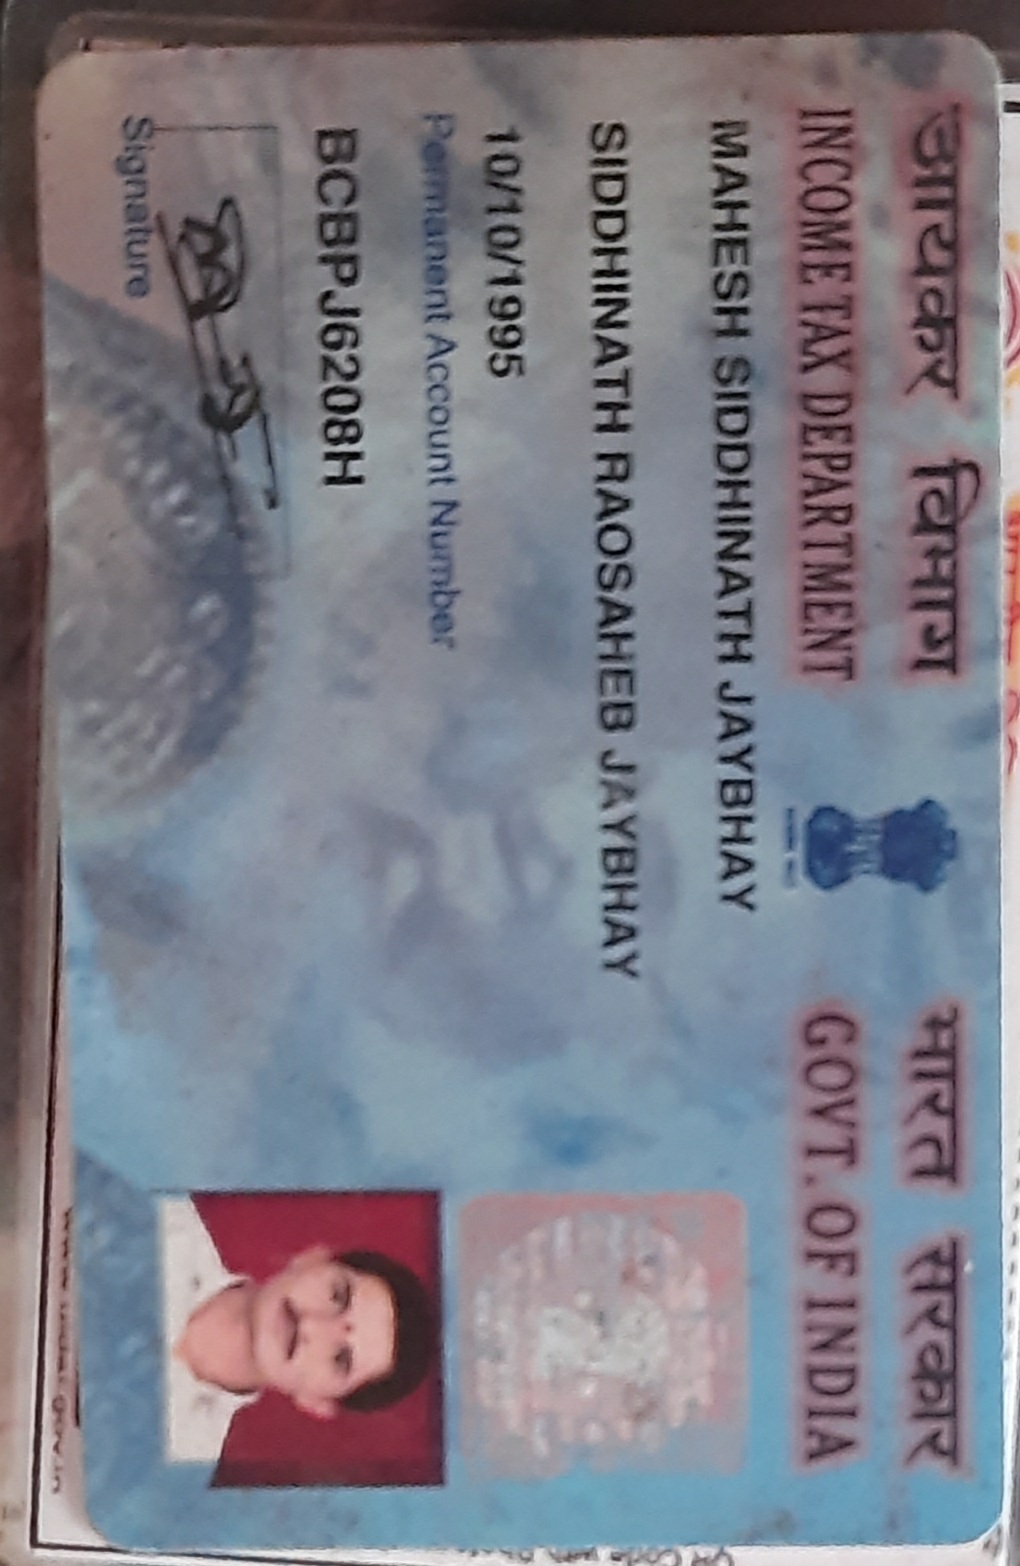 आयकर विभाग
INCOME TAX DEPARTMENT
भारत सरकार
GOVT. OF INDIA
MAHESH SIDDHINATH JAYBHAY
SIDDHINATH RAOSAHEB JAYBHAY
10/10/1995
Permanent Account Number
BCBPJ6208H
Signature